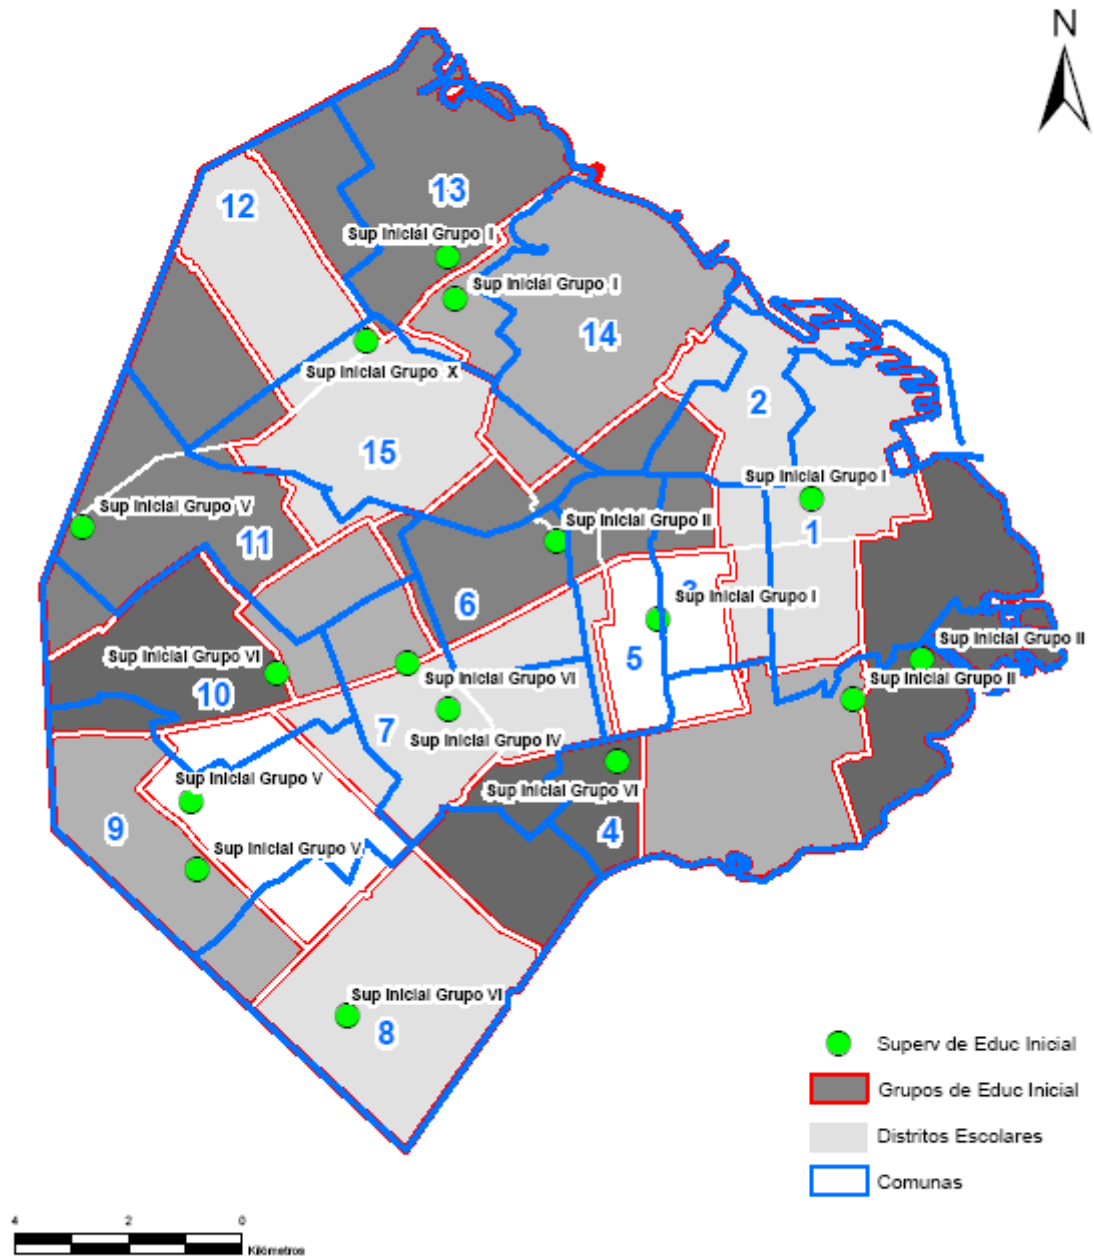 N
13
12
Sup Inicial Grupo I
Sup Inicial Grupo I
14
Sup Inicial Grupo X
2
15
Sup Inicial Grupo I
Sup Inicial Grupo V
Sup Inicial Grupo II
1
11
3
Sup Inicial Grupo I
6
Sup Inicial Grupo II
Sup Inicial Grupo VI
5
Sup Inicial Grupo VI
Sup Inicial Grupo II
10
7
Sup Inicial Grupo IV
Sup Inicial Grupo V
Sup Inicial Grupo VI
9
4
Sup Inicial Grupo V
Sup Inicial Grupo VI
8
Superv de Educ Inicial
Grupos de Educ Inicial
Distritos Escolares
Comunas
4 2 0
Kilómetros